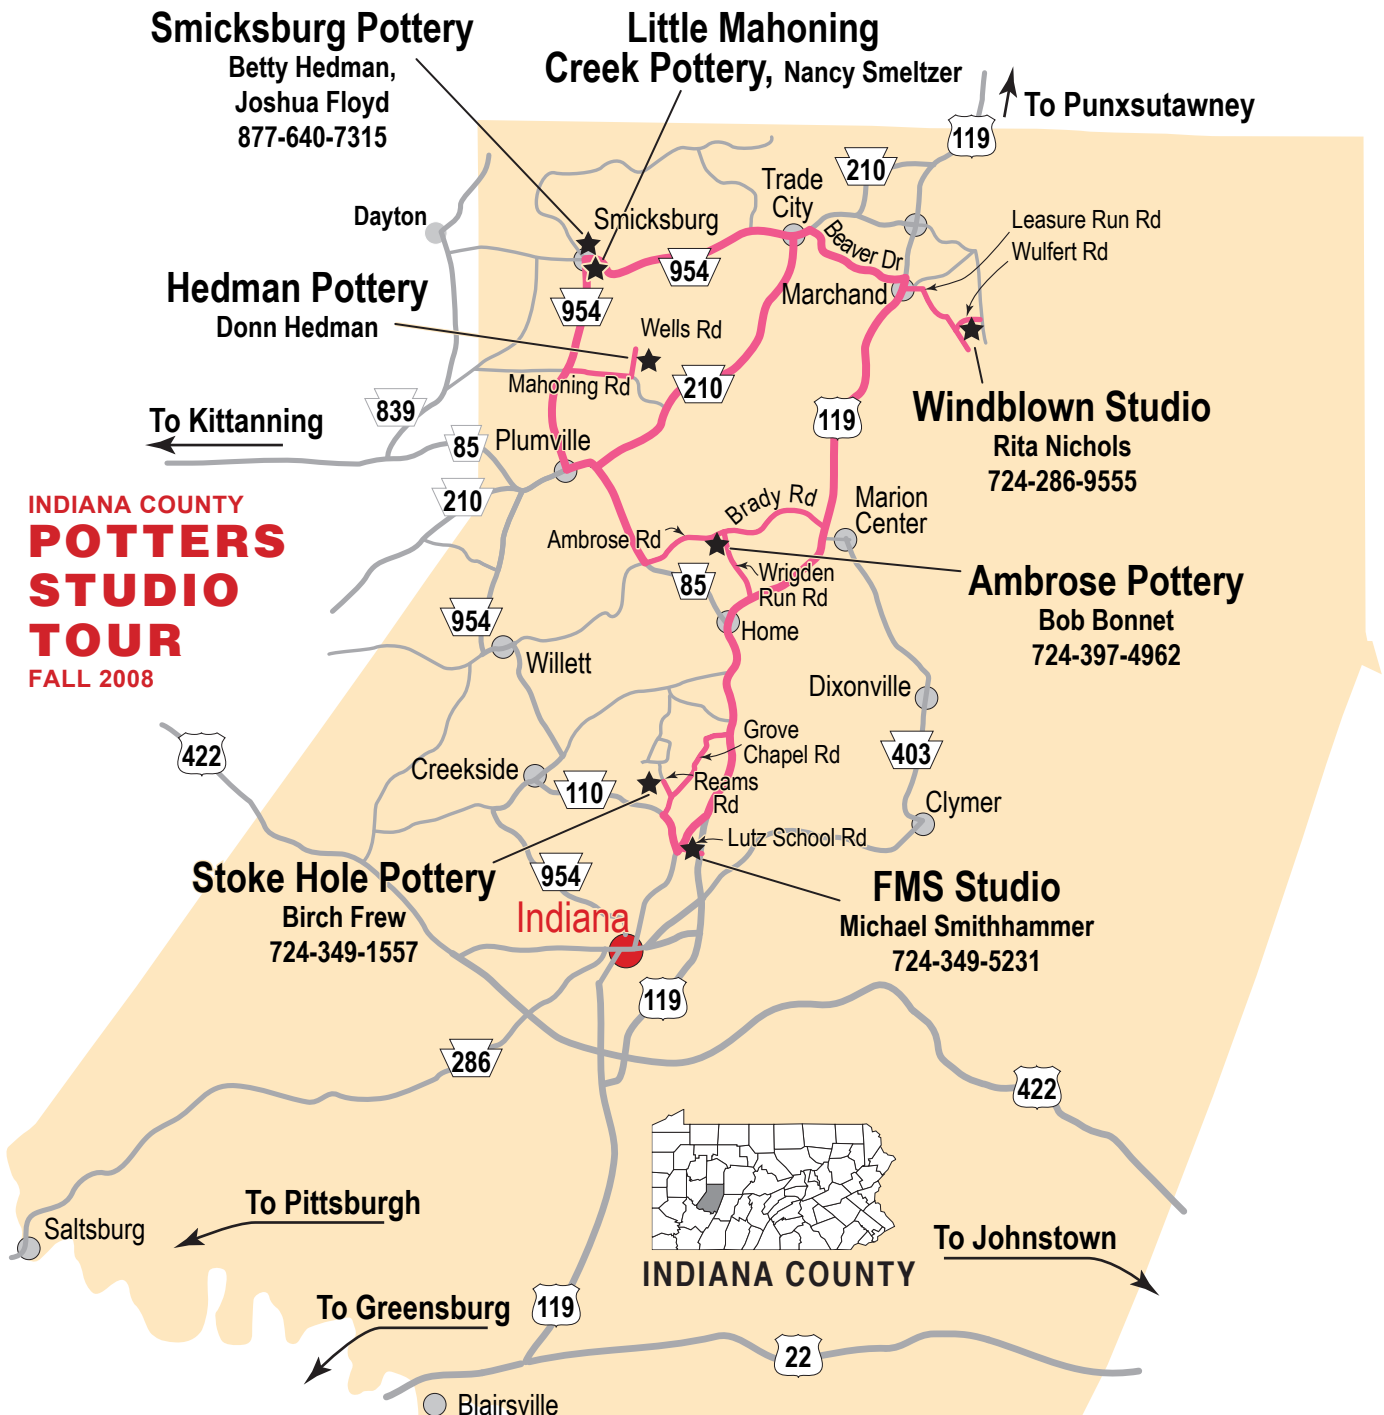 Smicksburg Pottery
Betty Hedman,
Joshua Floyd
877-640-7315
Little Mahoning
Creek Pottery, Nancy Smeltzer
To Punxsutawney
119
210
Trade
City
Dayton
Smicksburg
Leasure Run Rd
Wulfert Rd
Beaver Dr
954
Marchand
Hedman Pottery
Donn Hedman
954
Wells Rd
Mahoning Rd
210
839
119
Windblown Studio
Rita Nichols
724-286-9555
To Kittanning
85
Plumville
210
INDIANA COUNTY
POTTERS
STUDIO
TOUR
FALL 2008
Brady Rd
Marion
Center
Ambrose Rd
85
Wrigden
Run Rd
Ambrose Pottery
Bob Bonnet
724-397-4962
954
Home
Willett
Dixonville
422
Grove
Chapel Rd
403
Creekside
110
Reams
Rd
Clymer
Lutz School Rd
Stoke Hole Pottery
Birch Frew
724-349-1557
954
FMS Studio
Michael Smithhammer
724-349-5231
Indiana
119
286
422
To Pittsburgh
Saltsburg
To Johnstown
INDIANA COUNTY
To Greensburg
119
22
Blairsville